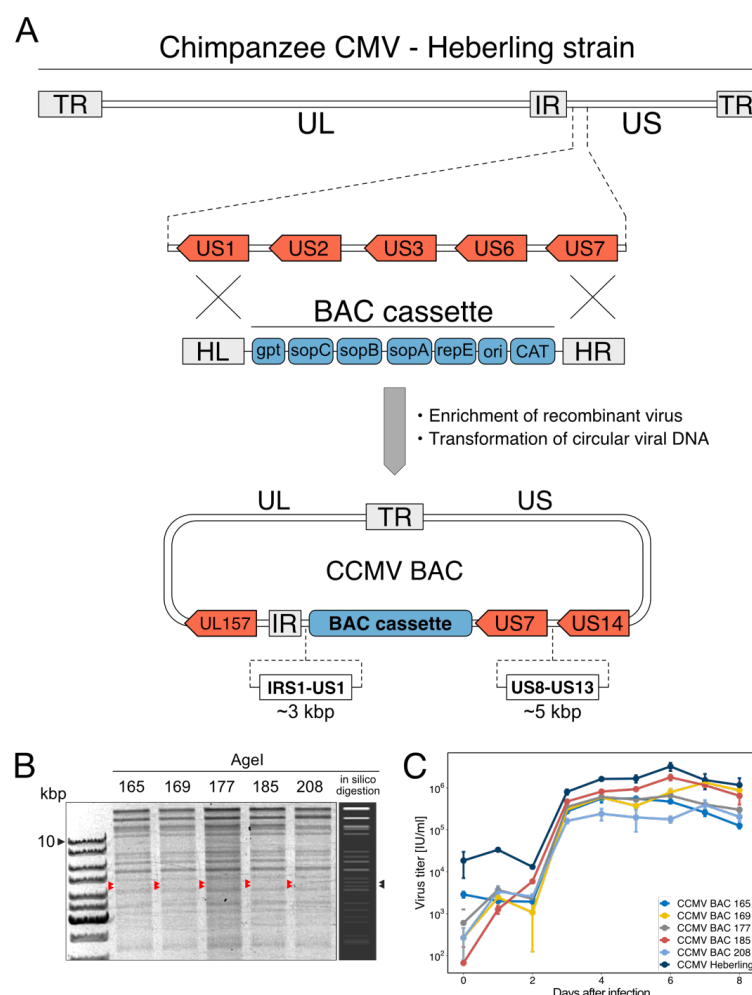 A
Chimpanzee CMV - Heberling strain
TR
IR
TR
UL
US
US1
US2
US3
US6
US7
BAC cassette
HL
gpt
sopC
sopB
sopA
repE
ori
CAT
HR
• Enrichment of recombinant virus
• Transformation of circular viral DNA
UL
US
TR
CCMV BAC
UL157
IR
BAC cassette
US7
US14
IRS1-US1
US8-US13
~3 kbp
~5 kbp
B
AgeI
kbp
165
169
177
185
208
in silico
digestion
10
C
Virus titer [IU/ml]
10⁶
10⁵
10⁴
10³
10²
CCMV BAC 165
CCMV BAC 169
CCMV BAC 177
CCMV BAC 185
CCMV BAC 208
CCMV Heberling
0
2
4
6
8
Days after infection